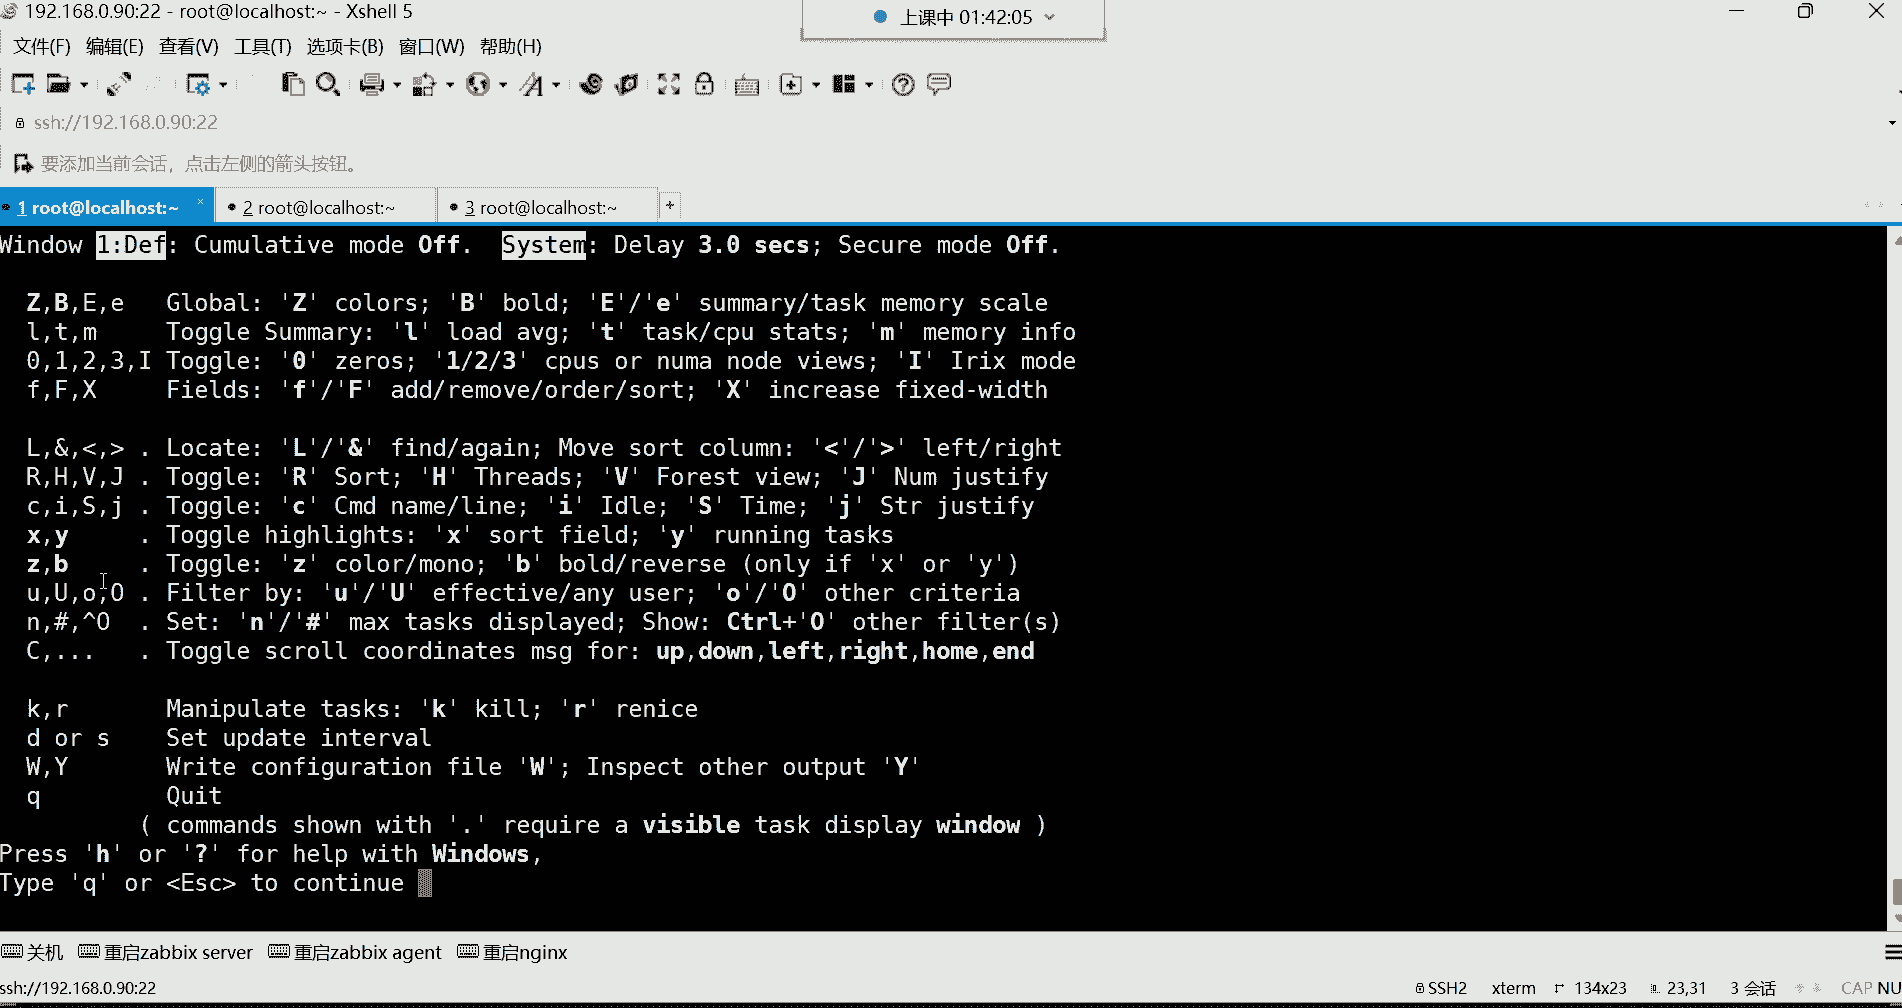 192.168.0.90:22 - root@localhost:~ - Xshell 5
上课中 01:42:05
文件(F) 编辑(E) 查看(V) 工具(T) 选项卡(B) 窗口(W) 帮助(H)
ssh://192.168.0.90:22
要添加当前会话，点击左侧的箭头按钮。
1 root@localhost:~ 2 root@localhost:~ 3 root@localhost:~
Window 1:Def: Cumulative mode Off.  System: Delay 3.0 secs; Secure mode Off.
Z,B,E,e   Global: 'Z' colors; 'B' bold; 'E'/'e' summary/task memory scale
l,t,m     Toggle Summary: 'l' load avg; 't' task/cpu stats; 'm' memory info
0,1,2,3,I Toggle: '0' zeros; '1/2/3' cpus or numa node views; 'I' Irix mode
f,F,X     Fields: 'f'/'F' add/remove/order/sort; 'X' increase fixed-width
L,&,<,> . Locate: 'L'/'&' find/again; Move sort column: '<'/'>' left/right
R,H,V,J . Toggle: 'R' Sort; 'H' Threads; 'V' Forest view; 'J' Num justify
c,i,S,j . Toggle: 'c' Cmd name/line; 'i' Idle; 'S' Time; 'j' Str justify
x,y     . Toggle highlights: 'x' sort field; 'y' running tasks
z,b     . Toggle: 'z' color/mono; 'b' bold/reverse (only if 'x' or 'y')
u,U,o,O . Filter by: 'u'/'U' effective/any user; 'o'/'O' other criteria
n,#,^O  . Set: 'n'/'#' max tasks displayed; Show: Ctrl+'O' other filter(s)
C,...   . Toggle scroll coordinates msg for: up,down,left,right,home,end
k,r       Manipulate tasks: 'k' kill; 'r' renice
d or s    Set update interval
W,Y       Write configuration file 'W'; Inspect other output 'Y'
q         Quit
( commands shown with '.' require a visible task display window )
Press 'h' or '?' for help with Windows,
Type 'q' or <Esc> to continue
关机 重启zabbix server 重启zabbix agent 重启nginx
ssh://192.168.0.90:22 SSH2 xterm 134x23 23,31 3 会话 CAP NU